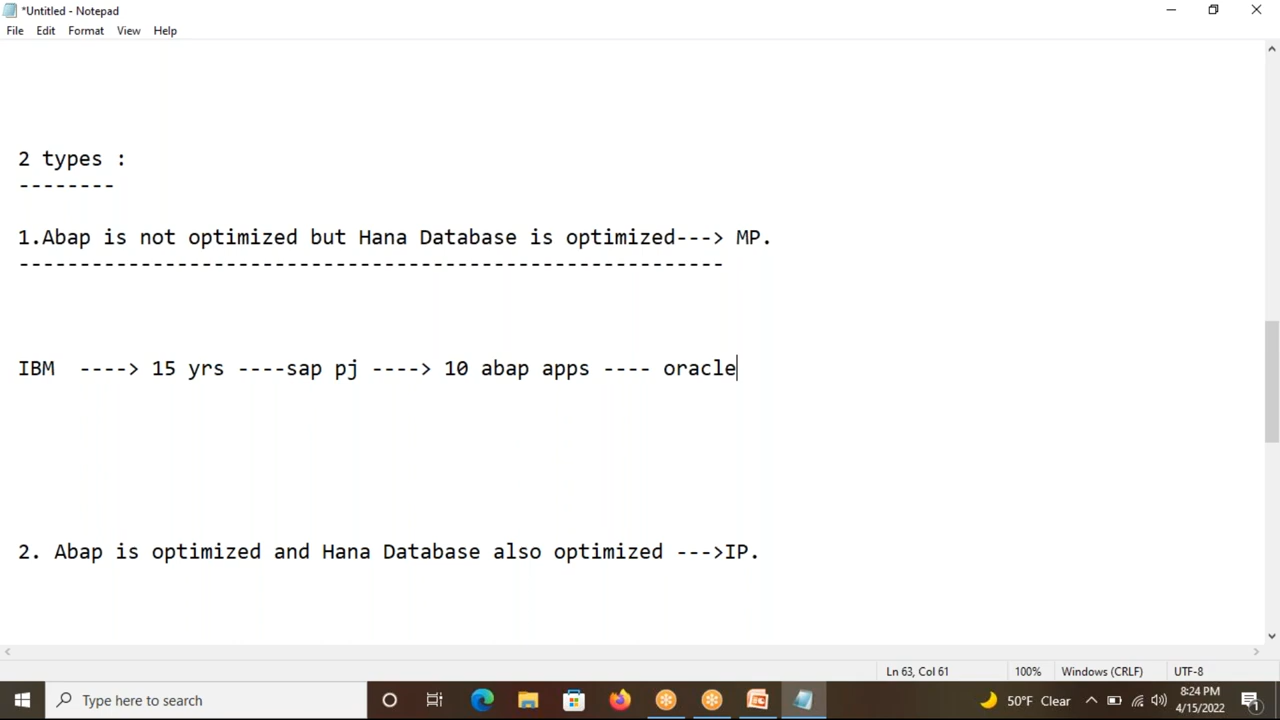 *Untitled - Notepad
File Edit Format View Help
2 types :
--------
1.Abap is not optimized but Hana Database is optimized---> MP.
----------------------------------------------------------
IBM  ----> 15 yrs ----sap pj ----> 10 abap apps ---- oracle
2. Abap is optimized and Hana Database also optimized --->IP.
Ln 63, Col 61 100% Windows (CRLF) UTF-8
Type here to search
50°F Clear
8:24 PM
4/15/2022
1